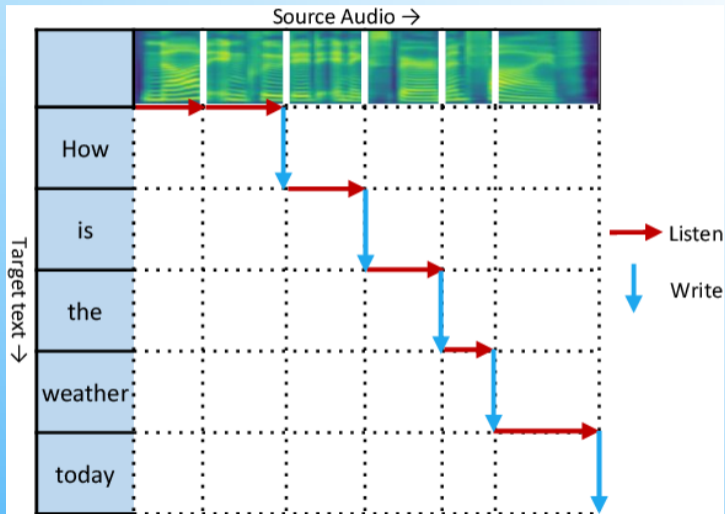 Source Audio →
How
is
the
weather
today
Target text →
Listen
Write